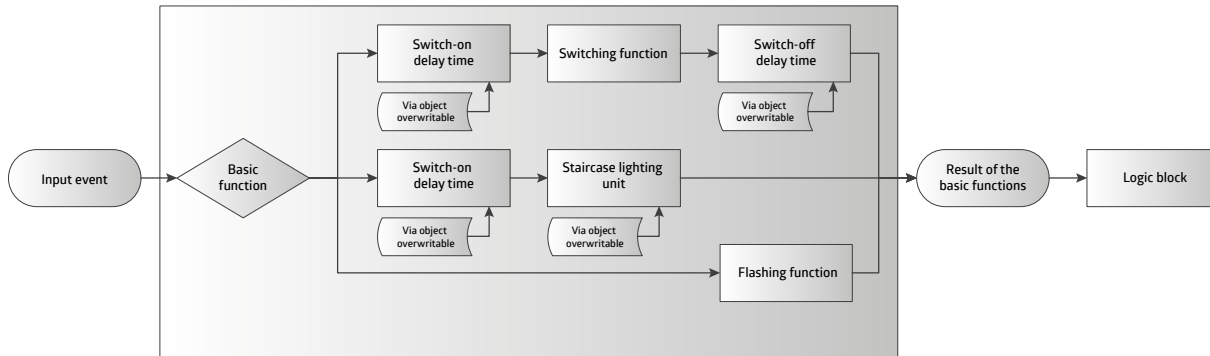 Switch-on
delay time
Switching function
Switch-off
delay time
Via object
overwritable
Via object
overwritable
Input event
Basic
function
Switch-on
delay time
Staircase lighting
unit
Result of the
basic functions
Logic block
Via object
overwritable
Via object
overwritable
Flashing function